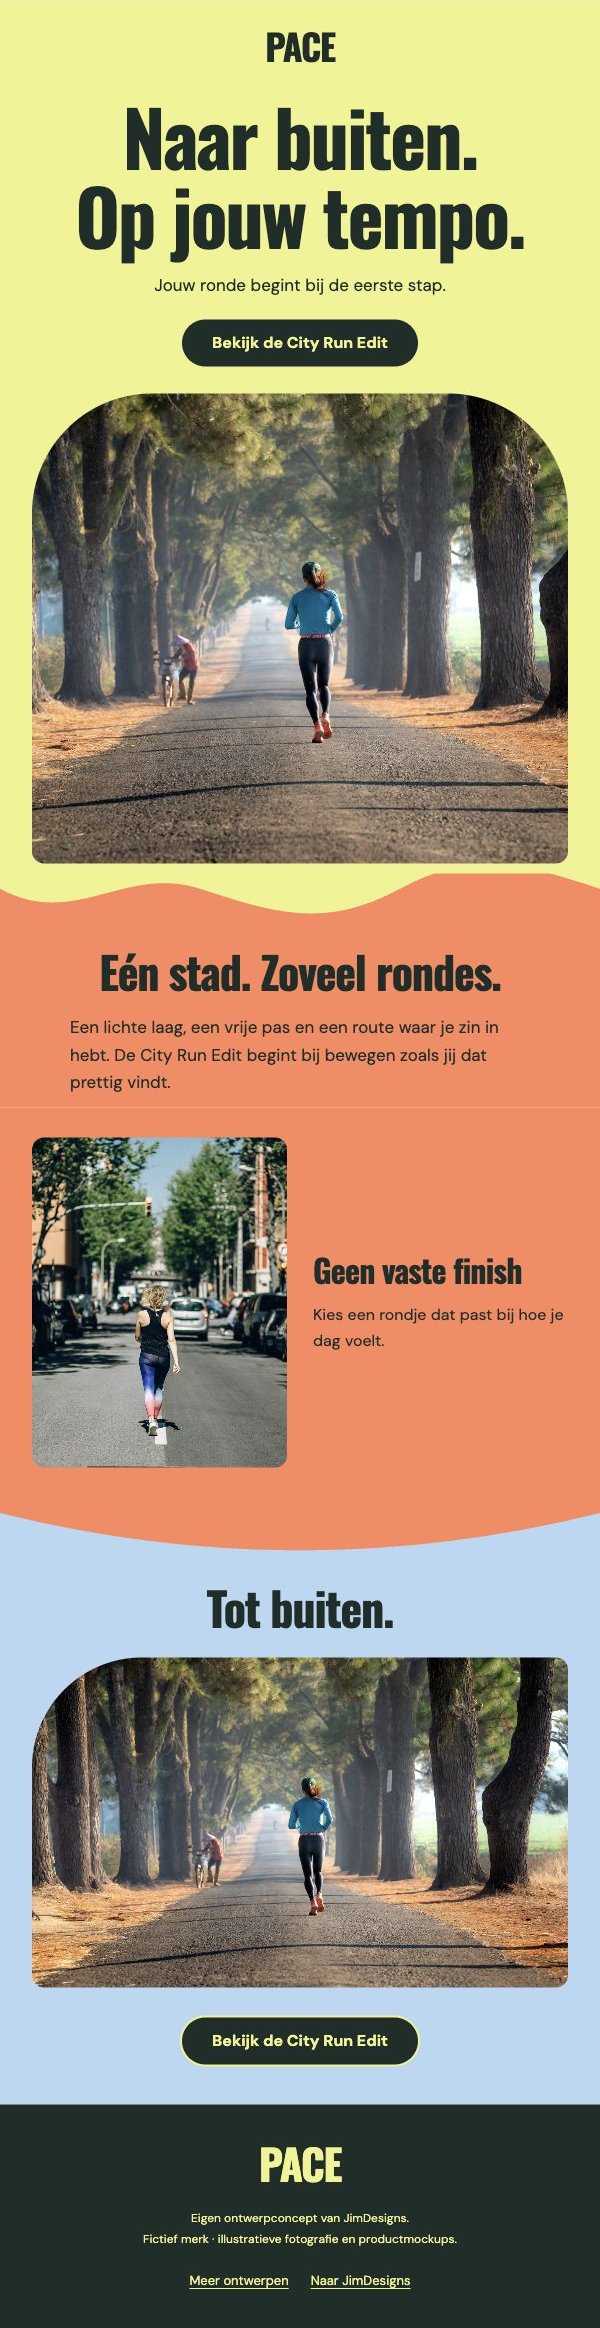 PACE
Naar buiten.
Op jouw tempo.
Jouw ronde begint bij de eerste stap.
Bekijk de City Run Edit
Eén stad. Zoveel rondes.
Een lichte laag, een vrije pas en een route waar je zin in
hebt. De City Run Edit begint bij bewegen zoals jij dat
prettig vindt.
Geen vaste finish
Kies een rondje dat past bij hoe je
dag voelt.
Tot buiten.
Bekijk de City Run Edit
PACE
Eigen ontwerpconcept van JimDesigns.
Fictief merk · illustratieve fotografie en productmockups.
Meer ontwerpen Naar JimDesigns